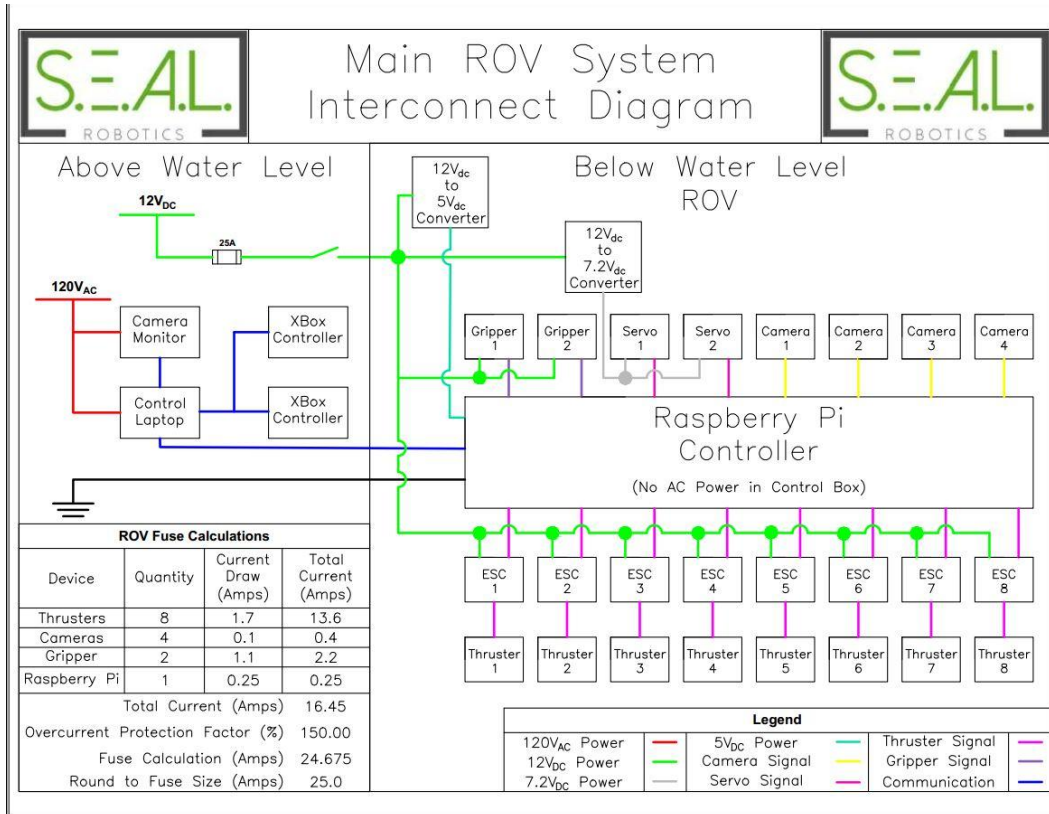 S.E.A.L.
ROBOTICS
Main ROV System
Interconnect Diagram
S.E.A.L.
ROBOTICS
Above Water Level
12VDC
25A
120VAC
Camera
Monitor
XBox
Controller
Control
Laptop
XBox
Controller
Below Water Level
ROV
12Vdc
to
5Vdc
Converter
12Vdc
to
7.2Vdc
Converter
Gripper
1
Gripper
2
Servo
1
Servo
2
Camera
1
Camera
2
Camera
3
Camera
4
Raspberry Pi
Controller
(No AC Power in Control Box)
ESC
1
ESC
2
ESC
3
ESC
4
ESC
5
ESC
6
ESC
7
ESC
8
Thruster
1
Thruster
2
Thruster
3
Thruster
4
Thruster
5
Thruster
6
Thruster
7
Thruster
8
ROV Fuse Calculations
Device Quantity Current Draw (Amps) Total Current (Amps)
Thrusters 8 1.7 13.6
Cameras 4 0.1 0.4
Gripper 2 1.1 2.2
Raspberry Pi 1 0.25 0.25
Total Current (Amps) 16.45
Overcurrent Protection Factor (%) 150.00
Fuse Calculation (Amps) 24.675
Round to Fuse Size (Amps) 25.0
Legend
120VAC Power 5VDC Power Thruster Signal
12VDC Power Camera Signal Gripper Signal
7.2VDC Power Servo Signal Communication